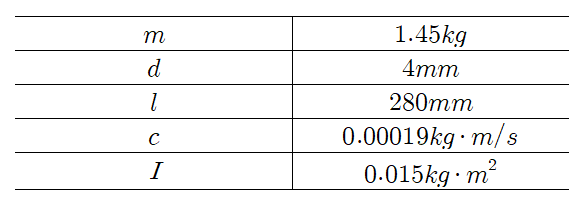 m 1.45kg
d 4mm
l 280mm
c 0.00019kg · m/s
I 0.015kg · m²